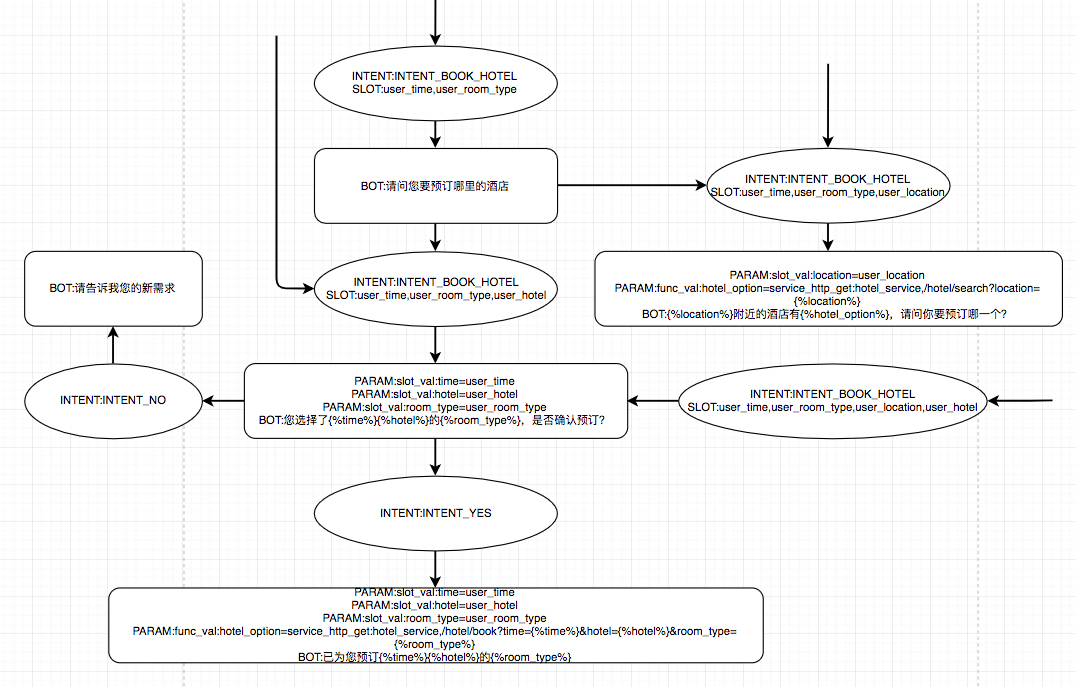 INTENT:INTENT_BOOK_HOTEL
SLOT:user_time,user_room_type
BOT:请问您要预订哪里的酒店
INTENT:INTENT_BOOK_HOTEL
SLOT:user_time,user_room_type,user_location
INTENT:INTENT_BOOK_HOTEL
SLOT:user_time,user_room_type,user_hotel
PARAM:slot_val:location=user_location
PARAM:func_val:hotel_option=service_http_get:hotel_service,/hotel/search?location=
{%location%}
BOT:{%location%}附近的酒店有{%hotel_option%}，请问你要预订哪一个?
BOT:请告诉我您的新需求
INTENT:INTENT_NO
PARAM:slot_val:time=user_time
PARAM:slot_val:hotel=user_hotel
PARAM:slot_val:room_type=user_room_type
BOT:您选择了{%time%}{%hotel%}的{%room_type%}，是否确认预订?
INTENT:INTENT_BOOK_HOTEL
SLOT:user_time,user_room_type,user_location,user_hotel
INTENT:INTENT_YES
PARAM:slot_val:time=user_time
PARAM:slot_val:hotel=user_hotel
PARAM:slot_val:room_type=user_room_type
PARAM:func_val:hotel_option=service_http_get:hotel_service,/hotel/book?time={%time%}&hotel={%hotel%}&room_type=
{%room_type%}
BOT:已为您预订{%time%}{%hotel%}的{%room_type%}